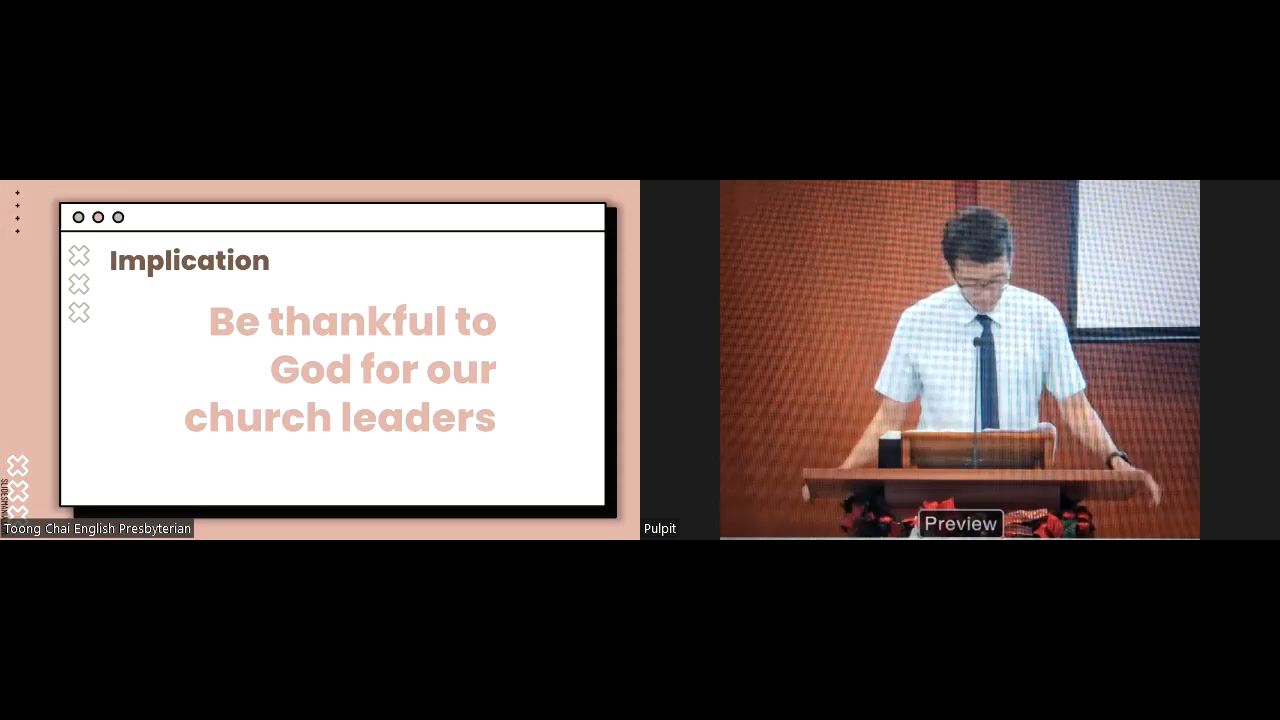 Implication
Be thankful to
God for our
church leaders
Toong Chai English Presbyterian
Pulpit
Preview